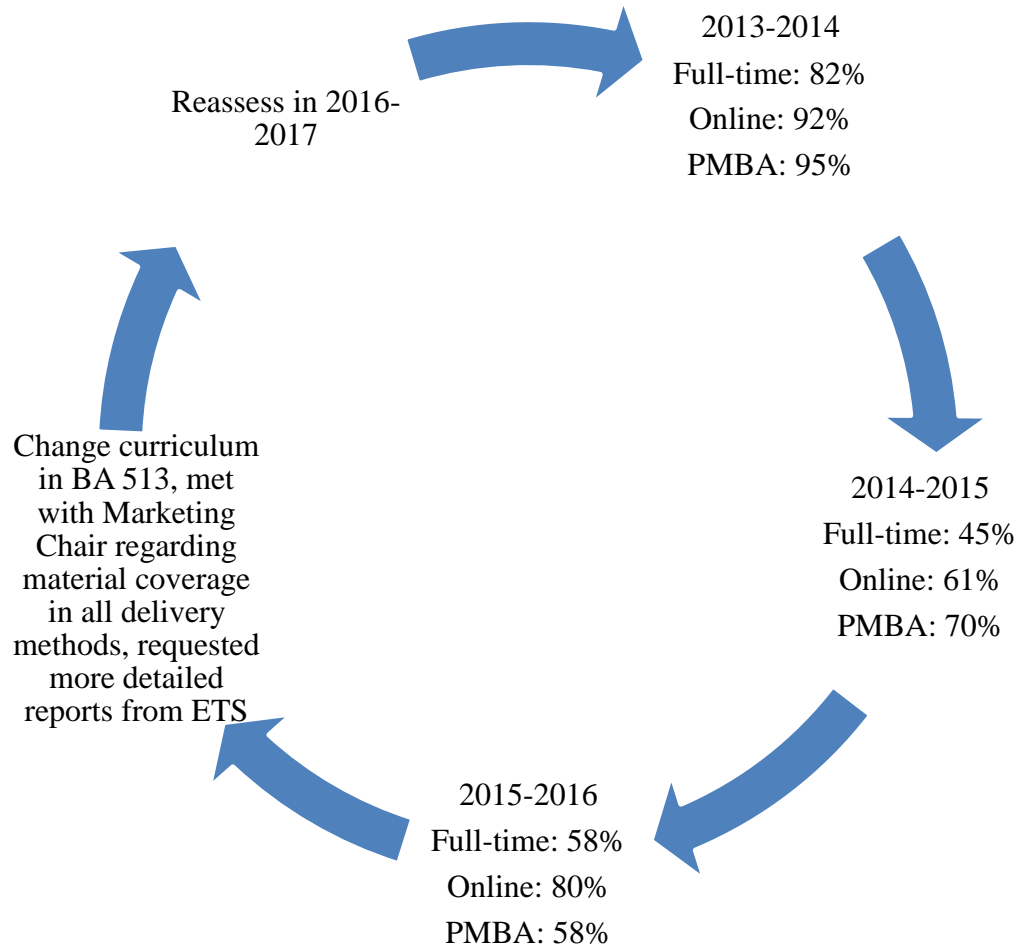 2013-2014
Full-time: 82%
Online: 92%
PMBA: 95%
2014-2015
Full-time: 45%
Online: 61%
PMBA: 70%
2015-2016
Full-time: 58%
Online: 80%
PMBA: 58%
Change curriculum
in BA 513, met
with Marketing
Chair regarding
material coverage
in all delivery
methods, requested
more detailed
reports from ETS
Reassess in 2016-
2017